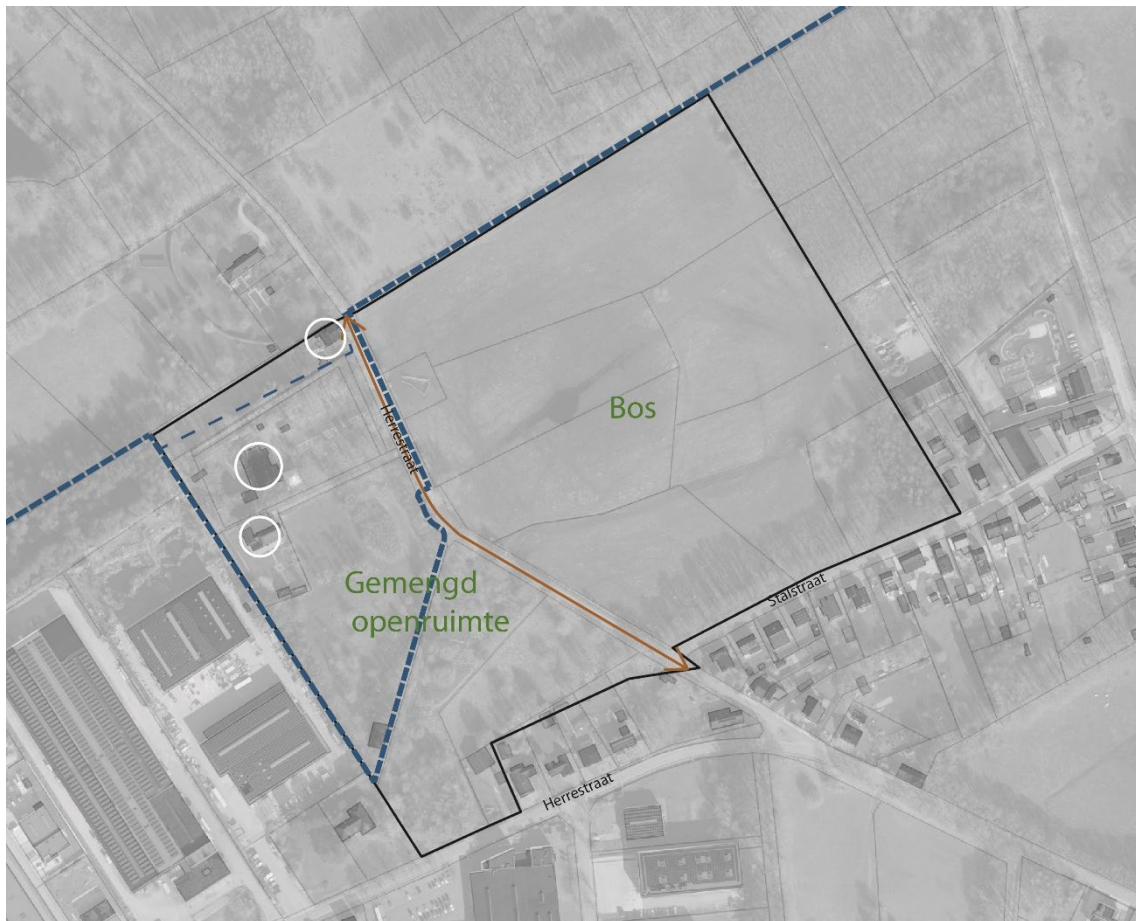 Bos
Herrestraat
Gemengd
openruimte
Stalstraat
Herrestraat